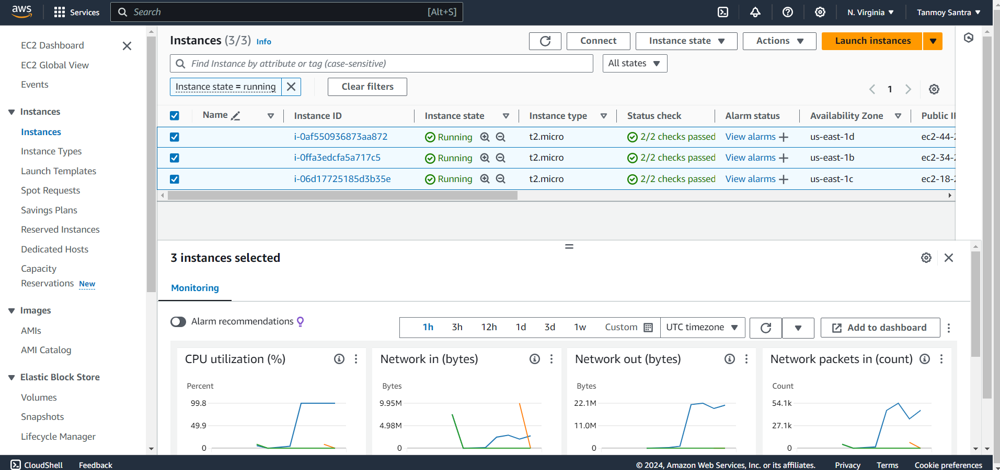 aws
Services
Search [Alt+S]
N. Virginia
Tanmoy Santra
EC2 Dashboard
EC2 Global View
Events
Instances
Instances
Instance Types
Launch Templates
Spot Requests
Savings Plans
Reserved Instances
Dedicated Hosts
Capacity
Reservations New
Images
AMIs
AMI Catalog
Elastic Block Store
Volumes
Snapshots
Lifecycle Manager
Instances (3/3) Info
Connect
Instance state
Actions
Launch instances
Find Instance by attribute or tag (case-sensitive)
All states
Instance state = running
Clear filters
1
Name Instance ID Instance state Instance type Status check Alarm status Availability Zone Public
i-0af550936873aa872 Running t2.micro 2/2 checks passed View alarms us-east-1d ec2-44-
i-0ffa3edcfa5a717c5 Running t2.micro 2/2 checks passed View alarms us-east-1b ec2-34-
i-06d17725185d3b35e Running t2.micro 2/2 checks passed View alarms us-east-1c ec2-18-
3 instances selected
Monitoring
Alarm recommendations
1h 3h 12h 1d 3d 1w Custom UTC timezone
Add to dashboard
CPU utilization (%)
Percent
99.8
49.9
0
Network in (bytes)
Bytes
9.95M
4.98M
0
Network out (bytes)
Bytes
22.1M
11.0M
0
Network packets in (count)
Count
54.1k
27.1k
0
CloudShell Feedback
© 2024, Amazon Web Services, Inc. or its affiliates. Privacy Terms Cookie preferences